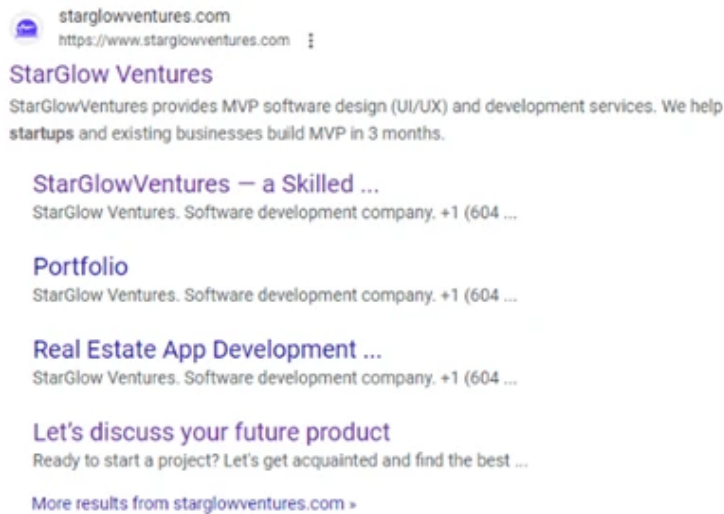 starglowventures.com
https://www.starglowventures.com
StarGlow Ventures
StarGlowVentures provides MVP software design (UI/UX) and development services. We help
startups and existing businesses build MVP in 3 months.
StarGlowVentures — a Skilled ...
StarGlow Ventures. Software development company. +1 (604 ...
Portfolio
StarGlow Ventures. Software development company. +1 (604 ...
Real Estate App Development ...
StarGlow Ventures. Software development company. +1 (604 ...
Let's discuss your future product
Ready to start a project? Let's get acquainted and find the best ...
More results from starglowventures.com »